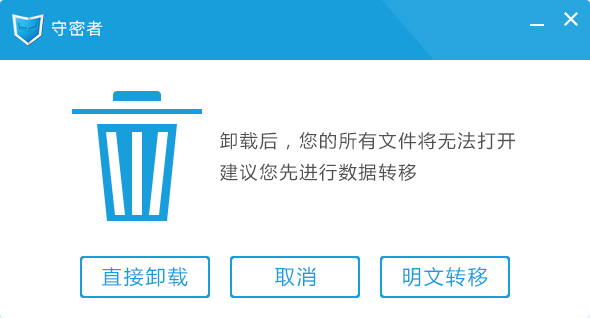 守密者
卸载后，您的所有文件将无法打开
建议您先进行数据转移
直接卸载
取消
明文转移